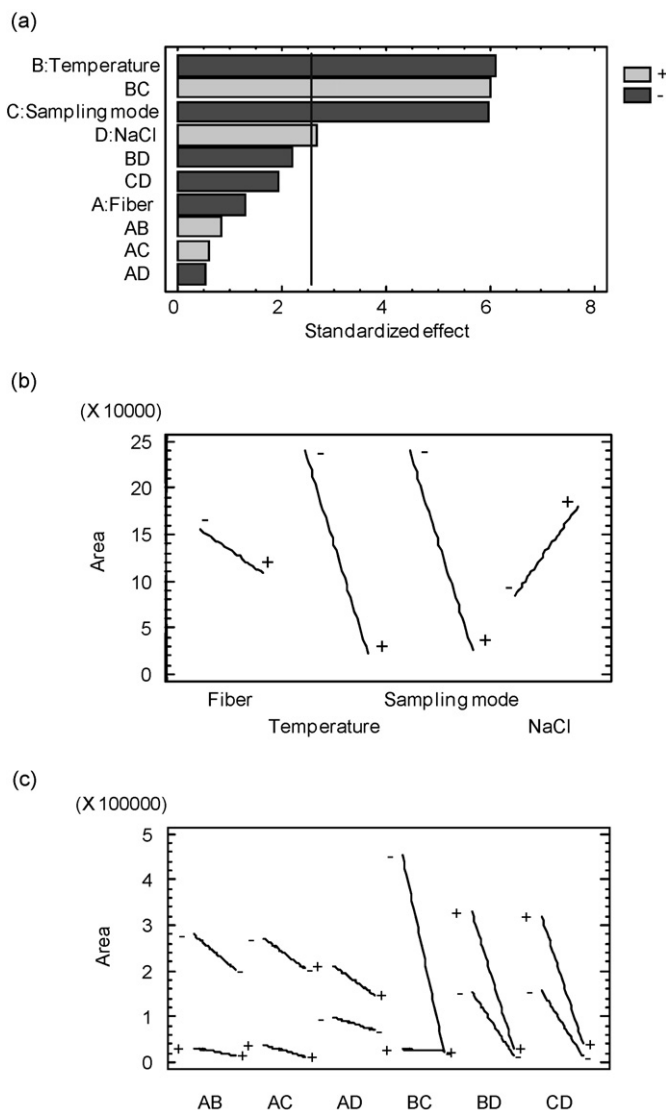 (a)
B:Temperature
BC
C:Sampling mode
D:NaCl
BD
CD
A:Fiber
AB
AC
AD
+
-
0 2 4 6 8
Standardized effect
(b)
(X 10000)
25
20
15
10
5
0
Area
- + - + - + - +
Fiber Sampling mode
Temperature NaCl
(c)
(X 100000)
5
4
3
2
1
0
Area
- - - - + + - + + -
+ + + + - - + + - + - + -
AB AC AD BC BD CD